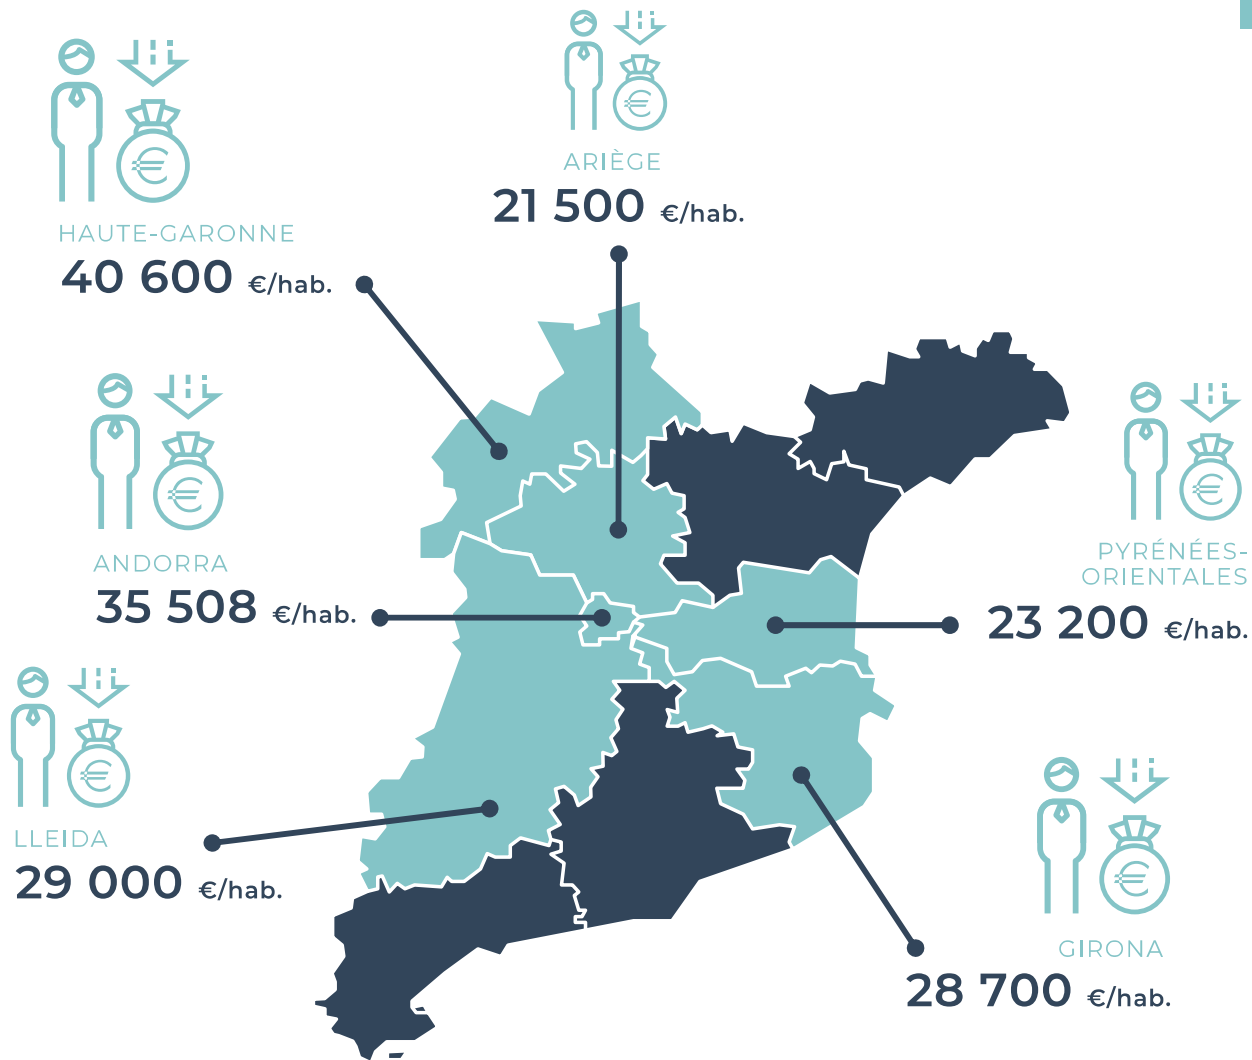 ARIÈGE
21 500 €/hab.
HAUTE-GARONNE
40 600 €/hab.
ANDORRA
35 508 €/hab.
PYRÉNÉES-
ORIENTALES
23 200 €/hab.
LLEIDA
29 000 €/hab.
GIRONA
28 700 €/hab.